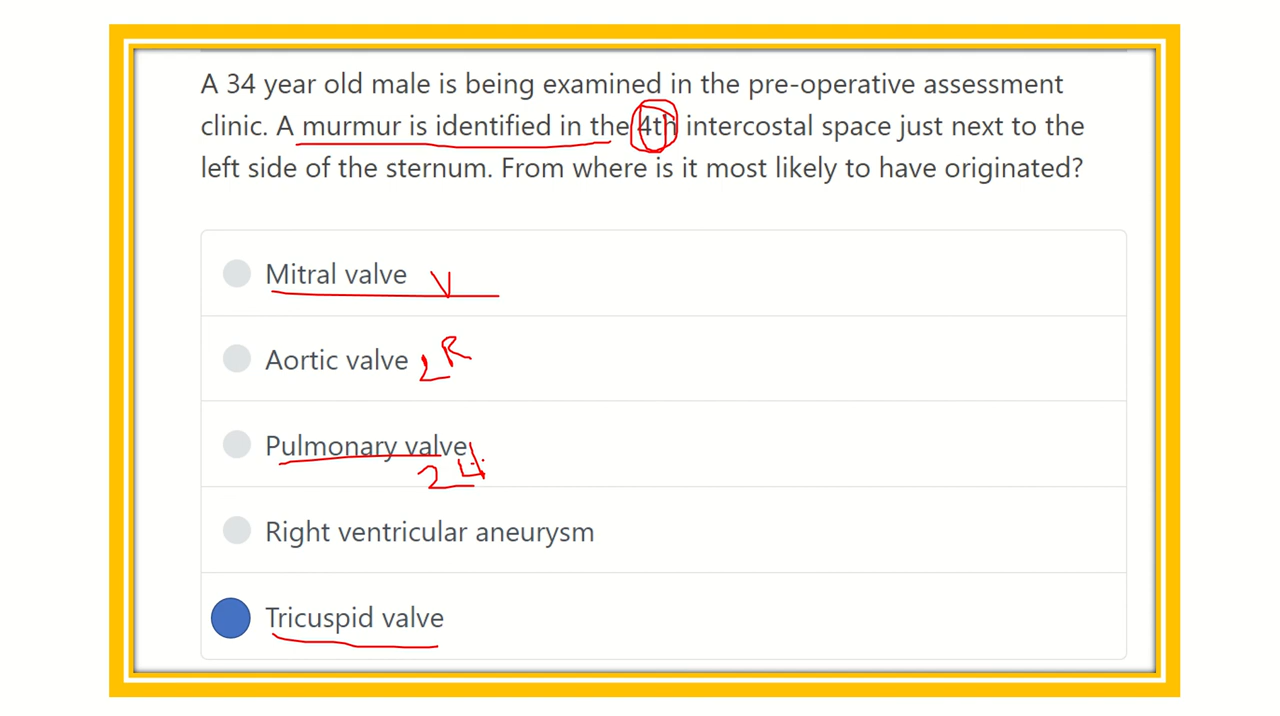 A 34 year old male is being examined in the pre-operative assessment
clinic. A murmur is identified in the 4th intercostal space just next to the
left side of the sternum. From where is it most likely to have originated?
Mitral valve V
Aortic valve 2 R
Pulmonary valve
2
Right ventricular aneurysm
Tricuspid valve